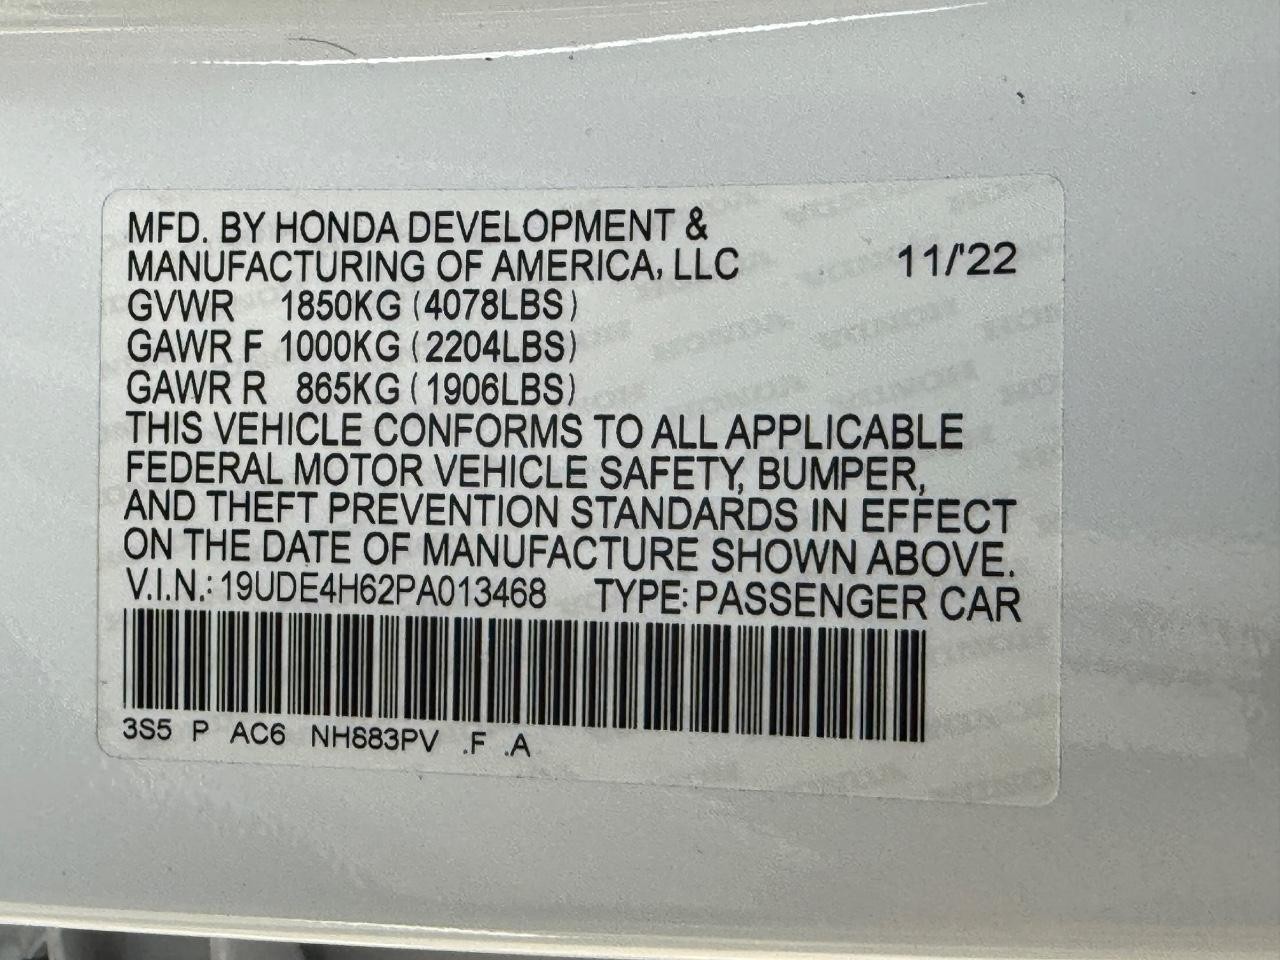 MFD. BY HONDA DEVELOPMENT &
MANUFACTURING OF AMERICA, LLC 11/'22
GVWR 1850KG (4078LBS)
GAWR F 1000KG (2204LBS)
GAWR R 865KG (1906LBS)
THIS VEHICLE CONFORMS TO ALL APPLICABLE
FEDERAL MOTOR VEHICLE SAFETY, BUMPER,
AND THEFT PREVENTION STANDARDS IN EFFECT
ON THE DATE OF MANUFACTURE SHOWN ABOVE.
V.I.N.: 19UDE4H62PA013468 TYPE: PASSENGER CAR
3S5 P AC6 NH883PV .F .A